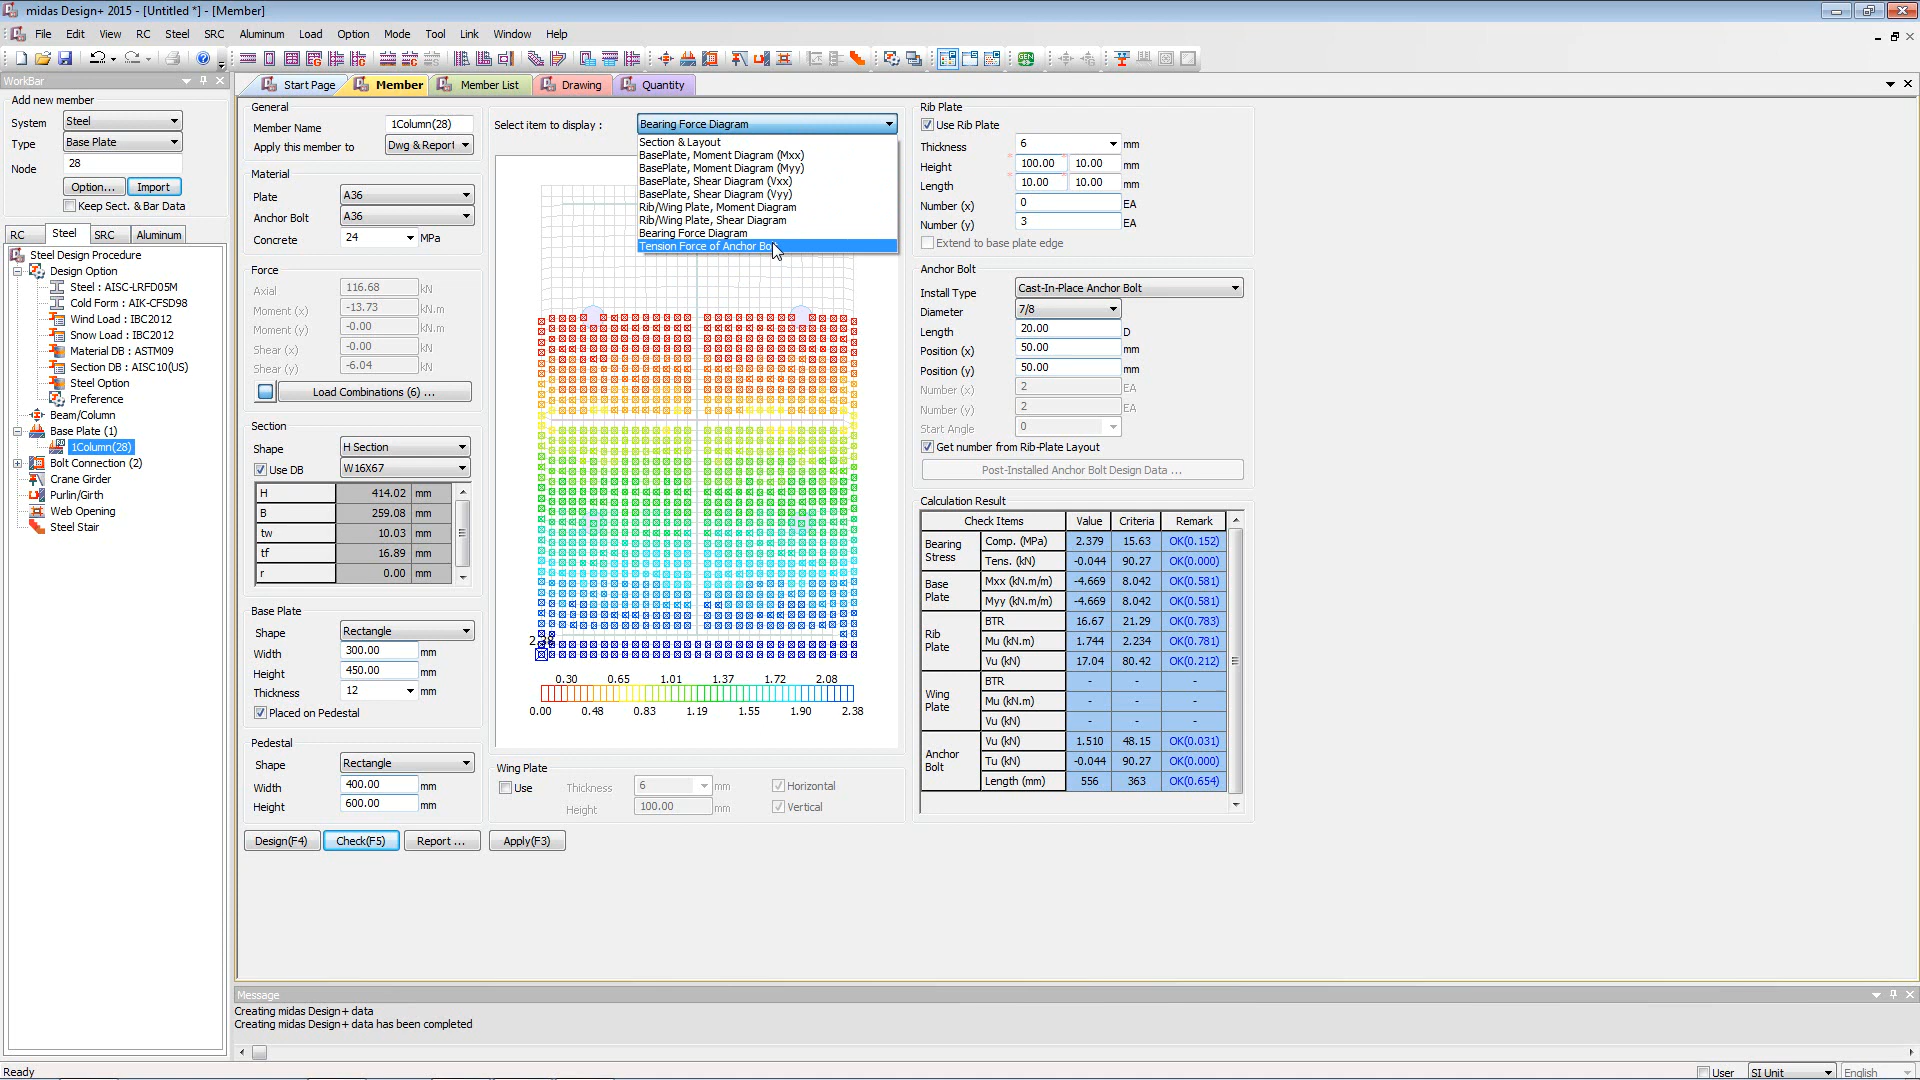 midas Design+ 2015 - [Untitled *] - [Member]
File Edit View RC Steel SRC Aluminum Load Option Mode Tool Link Window Help
WorkBar
Add new member
System Steel
Type Base Plate
Node 28
Option... Import
Keep Sect. & Bar Data
RC Steel SRC Aluminum
Steel Design Procedure
Design Option
Steel : AISC-LRFD05M
Cold Form : AIK-CFSD98
Wind Load : IBC2012
Snow Load : IBC2012
Material DB : ASTM09
Section DB : AISC10(US)
Steel Option
Preference
Beam/Column
Base Plate (1)
1Column(28)
Bolt Connection (2)
Crane Girder
Purlin/Girth
Web Opening
Steel Stair
Start Page Member Member List Drawing Quantity
General
Member Name 1Column(28)
Apply this member to Dwg & Report
Material
Plate A36
Anchor Bolt A36
Concrete 24 MPa
Force
Axial 116.68 kN
Moment (x) -13.73 kN.m
Moment (y) -0.00 kN.m
Shear (x) -0.00 kN
Shear (y) -6.04 kN
Load Combinations (6) ...
Section
Shape H Section
Use DB W16X67
H 414.02 mm
B 259.08 mm
tw 10.03 mm
tf 16.89 mm
r 0.00 mm
Base Plate
Shape Rectangle
Width 300.00 mm
Height 450.00 mm
Thickness 12 mm
Placed on Pedestal
Pedestal
Shape Rectangle
Width 400.00 mm
Height 600.00 mm
Design(F4) Check(F5) Report ... Apply(F3)
Select item to display : Bearing Force Diagram
Section & Layout
BasePlate, Moment Diagram (Mxx)
BasePlate, Moment Diagram (Myy)
BasePlate, Shear Diagram (Vxx)
BasePlate, Shear Diagram (Vyy)
Rib/Wing Plate, Moment Diagram
Rib/Wing Plate, Shear Diagram
Bearing Force Diagram
Tension Force of Anchor Bolt
0.30 0.65 1.01 1.37 1.72 2.08
0.00 0.48 0.83 1.19 1.55 1.90 2.38
Wing Plate
Use Thickness 6 mm Horizontal
Height 100.00 mm Vertical
Rib Plate
Use Rib Plate
Thickness 6 mm
Height 100.00 10.00 mm
Length 10.00 10.00 mm
Number (x) 0 EA
Number (y) 3 EA
Extend to base plate edge
Anchor Bolt
Install Type Cast-In-Place Anchor Bolt
Diameter 7/8
Length 20.00 D
Position (x) 50.00 mm
Position (y) 50.00 mm
Number (x) 2 EA
Number (y) 2 EA
Start Angle 0
Get number from Rib-Plate Layout
Post-Installed Anchor Bolt Design Data ...
Calculation Result
Check Items Value Criteria Remark
Bearing Stress Comp. (MPa) 2.379 15.63 OK(0.152)
Tens. (kN) -0.044 90.27 OK(0.000)
Base Plate Mxx (kN.m/m) -4.669 8.042 OK(0.581)
Myy (kN.m/m) -4.669 8.042 OK(0.581)
Rib Plate BTR 16.67 21.29 OK(0.783)
Mu (kN.m) 1.744 2.234 OK(0.781)
Vu (kN) 17.04 80.42 OK(0.212)
Wing Plate BTR - - -
Mu (kN.m) - - -
Vu (kN) - - -
Anchor Bolt Vu (kN) 1.510 48.15 OK(0.031)
Tu (kN) -0.044 90.27 OK(0.000)
Length (mm) 556 363 OK(0.654)
Message
Creating midas Design+ data
Creating midas Design+ data has been completed
Ready User SI Unit English